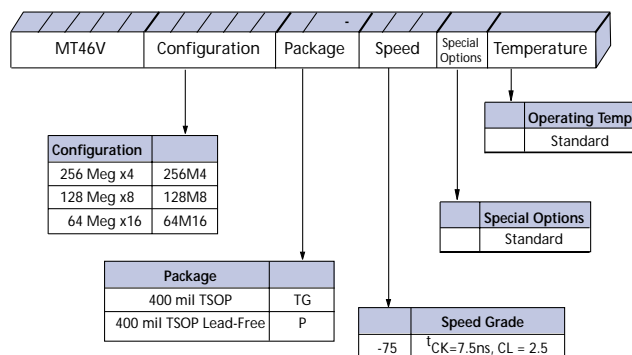 -
MT46V Configuration Package Speed Special Options Temperature
Operating Temp
Standard
Configuration
256 Meg x4 256M4
128 Meg x8 128M8
64 Meg x16 64M16
Special Options
Standard
Package
400 mil TSOP TG
400 mil TSOP Lead-Free P
Speed Grade
-75 tCK=7.5ns, CL = 2.5